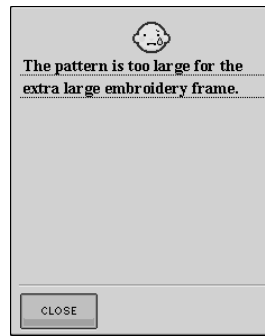 The pattern is too large for the
extra large embroidery frame.
CLOSE